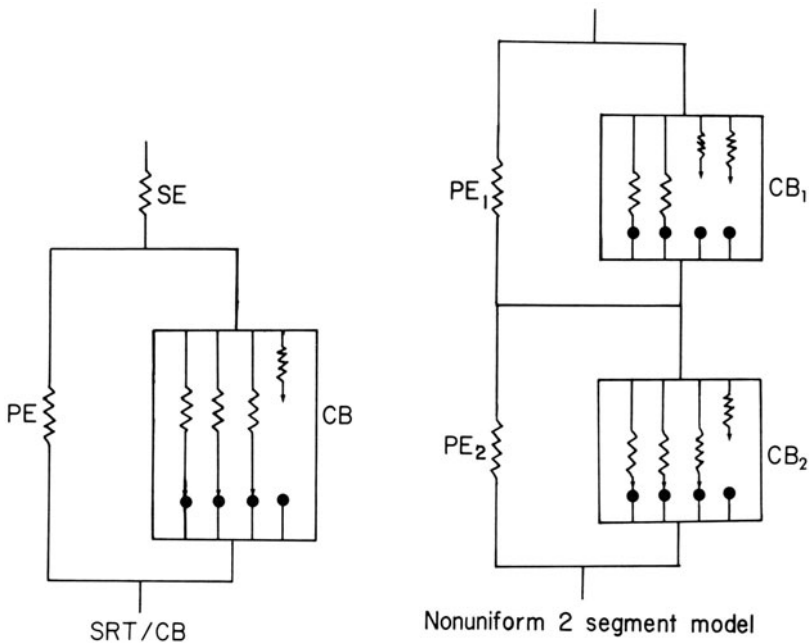 SE
PE
CB
SRT/CB
PE₁
CB₁
PE₂
CB₂
Nonuniform 2 segment model